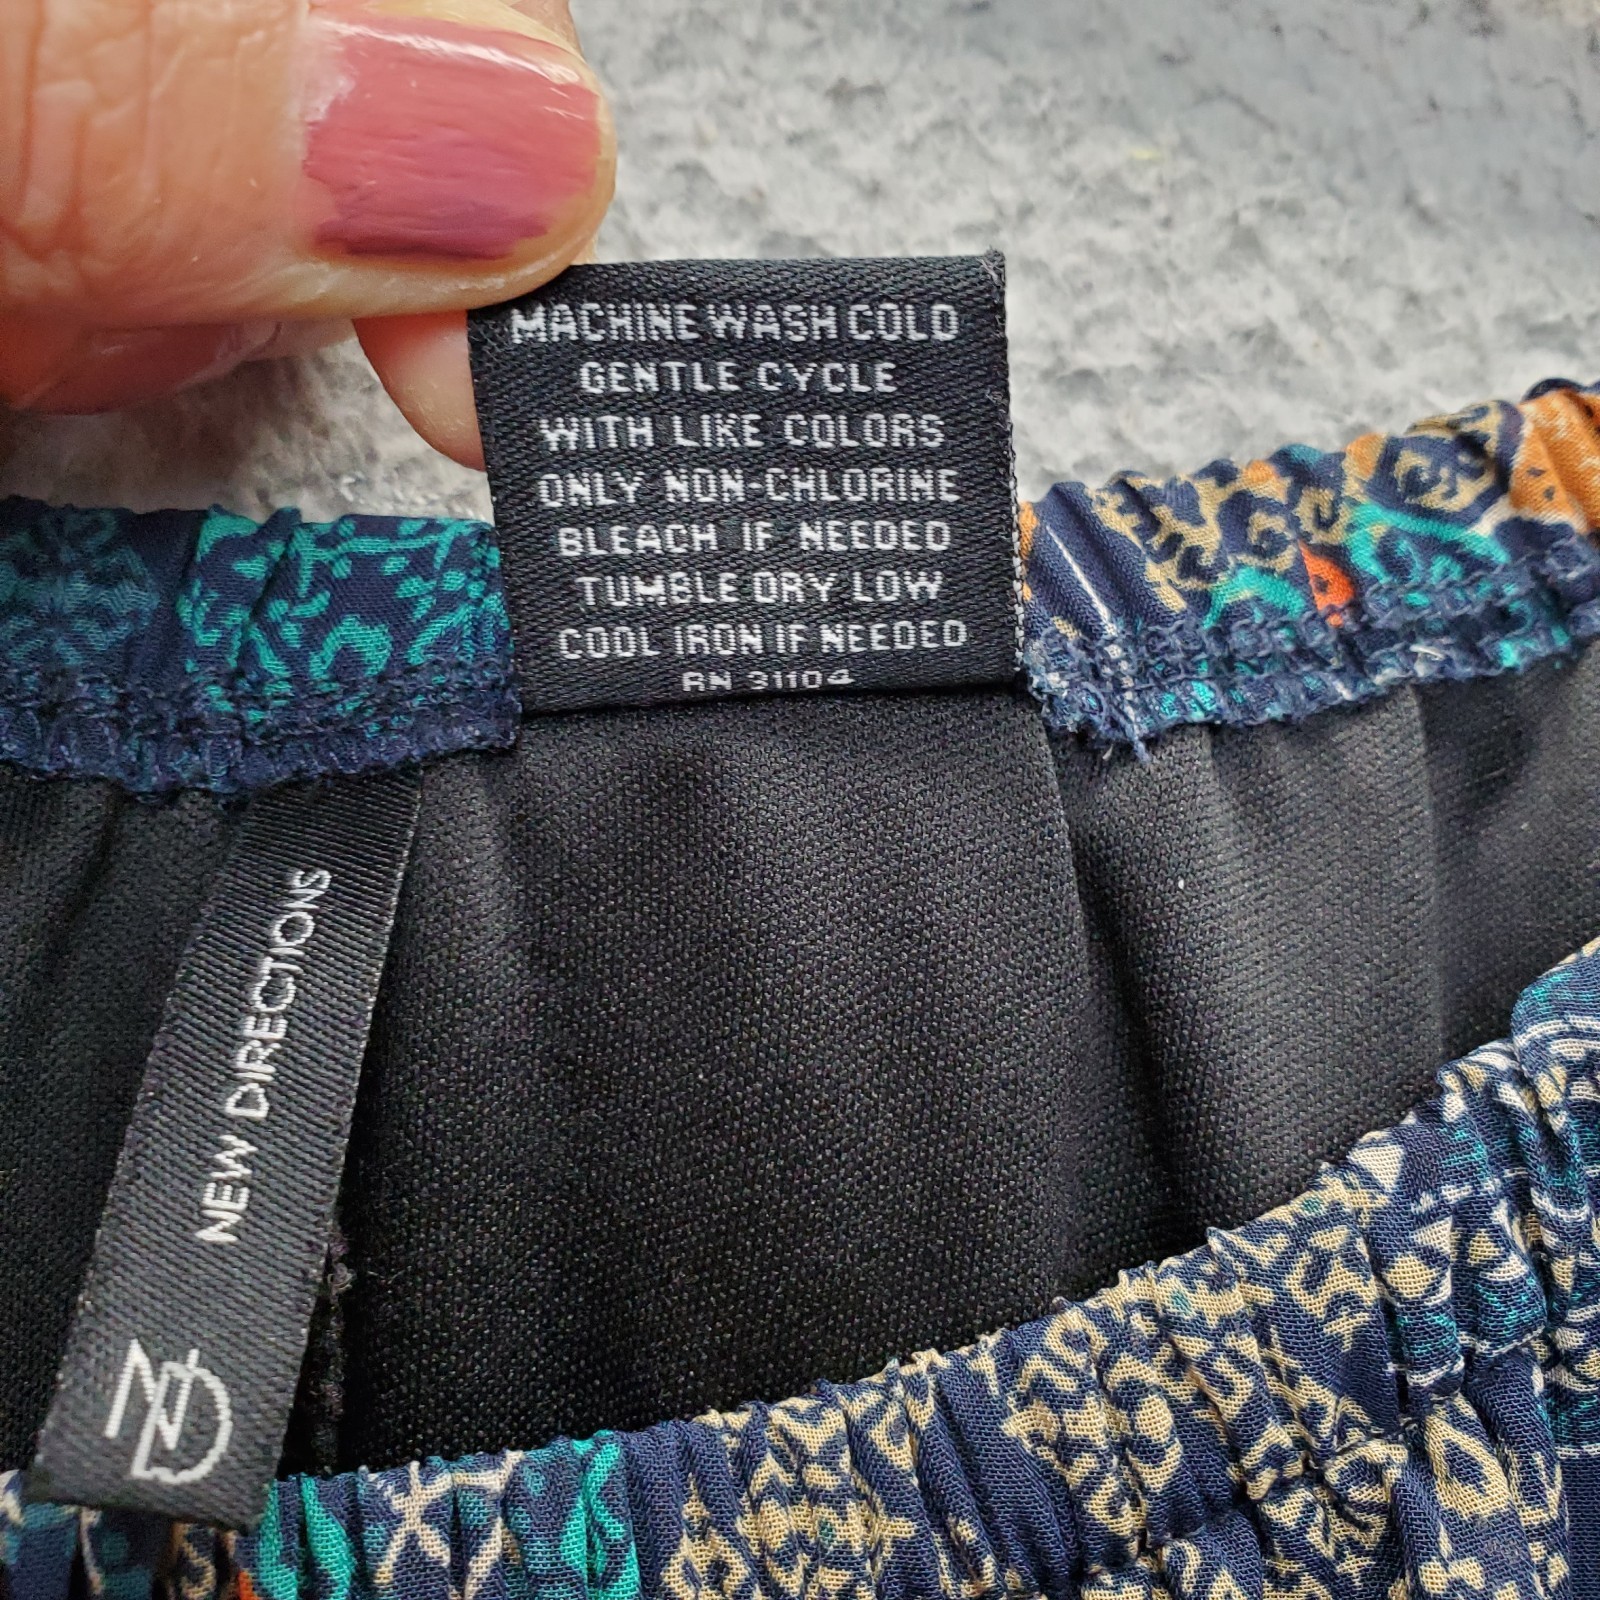 MACHINE WASH COLD
GENTLE CYCLE
WITH LIKE COLORS
ONLY NON-CHLORINE
BLEACH IF NEEDED
TUMBLE DRY LOW
COOL IRON IF NEEDED
RN 31104
NEW DIRECTIONS
ND